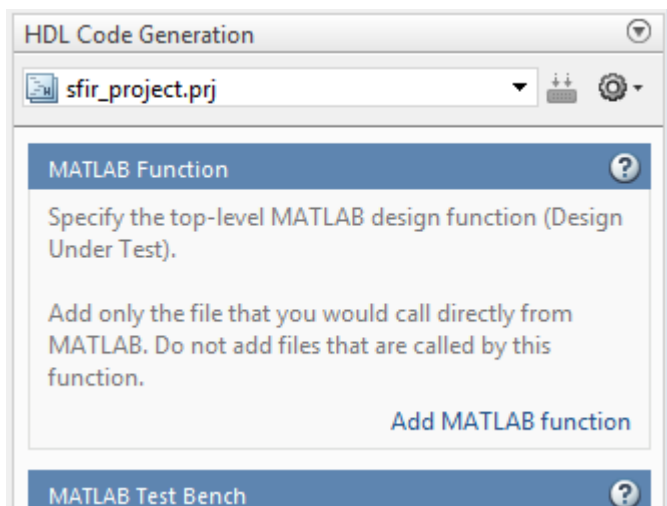 HDL Code Generation
sfir_project.prj
MATLAB Function
Specify the top-level MATLAB design function (Design
Under Test).
Add only the file that you would call directly from
MATLAB. Do not add files that are called by this
function.
Add MATLAB function
MATLAB Test Bench